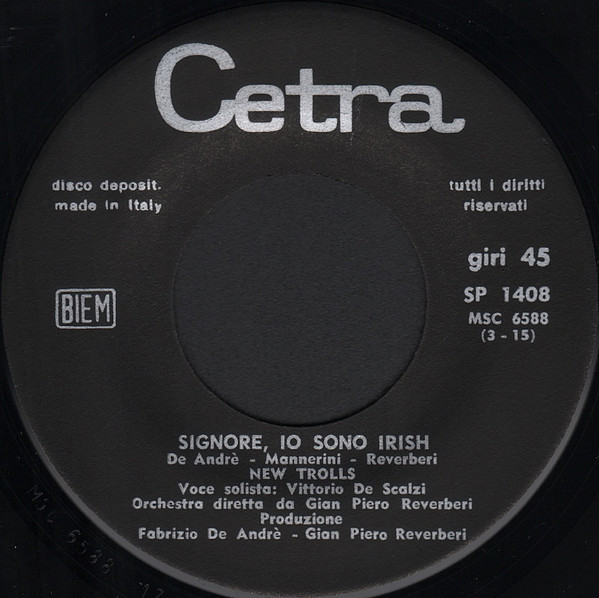 Cetra
disco deposit.
made in Italy
tutti i diritti
riservati
giri 45
BIEM
SP 1408
MSC 6588
(3 - 15)
SIGNORE, IO SONO IRISH
De Andrè - Mannerini - Reverberi
NEW TROLLS
Voce solista: Vittorio De Scalzi
Orchestra diretta da Gian Piero Reverberi
Produzione
Fabrizio De Andrè - Gian Piero Reverberi